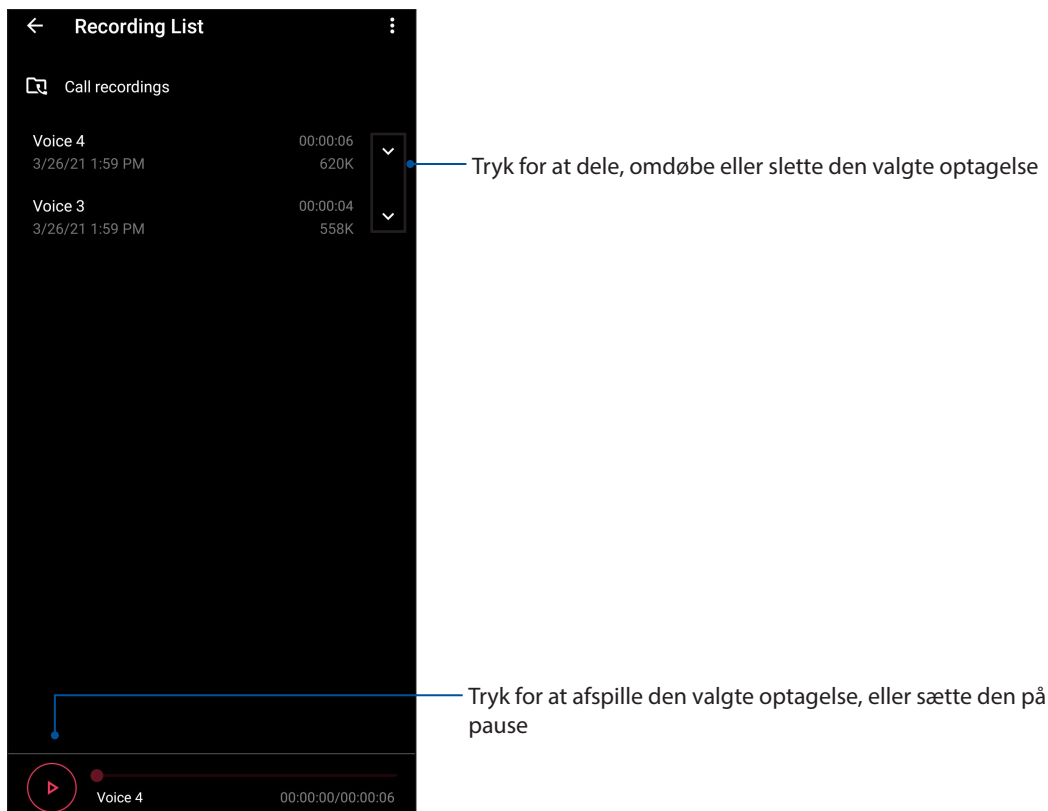 Recording List
Call recordings
Voice 4 00:00:06
3/26/21 1:59 PM 620K
Tryk for at dele, omdøbe eller slette den valgte optagelse
Voice 3 00:00:04
3/26/21 1:59 PM 558K
Tryk for at afspille den valgte optagelse, eller sætte den på
pause
Voice 4 00:00:00/00:00:06